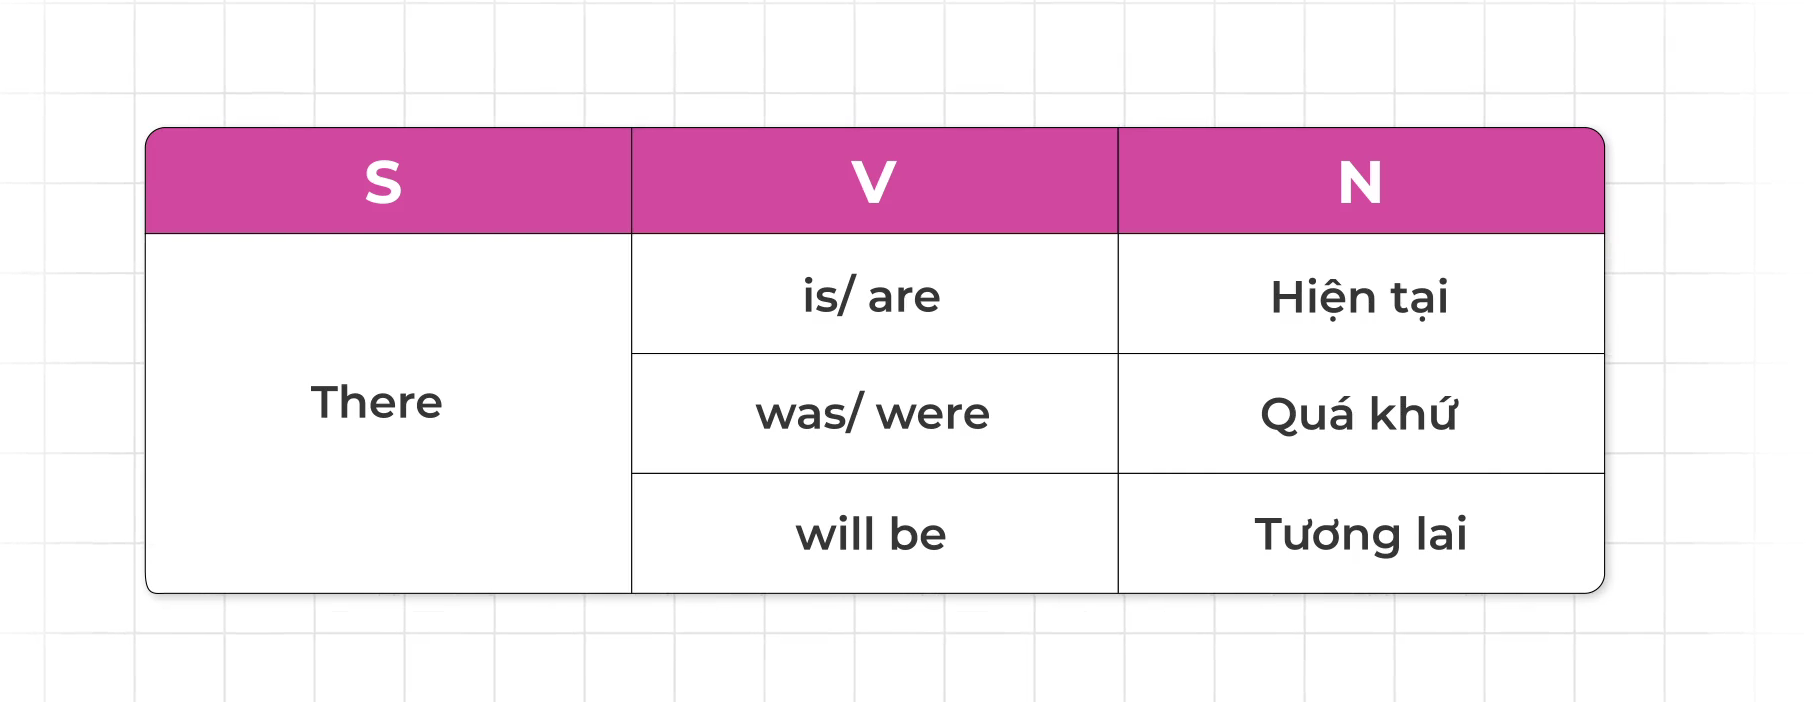 S V N
is/ are Hiện tại
There
was/ were Quá khứ
will be Tương lai